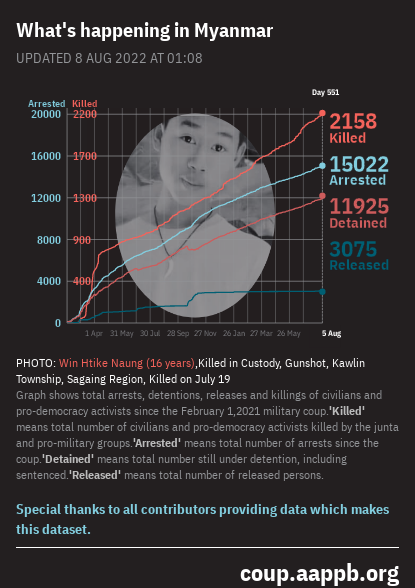 What's happening in Myanmar
UPDATED 8 AUG 2022 AT 01:08
Day 551
Arrested Killed
20000 2200
16000 1700
12000 1300
8000 900
4000 400
0
2158
Killed
15022
Arrested
11925
Detained
3075
Released
1 Apr 31 May 30 Jul 28 Sep 27 Nov 26 Jan 27 Mar 26 May 5 Aug
PHOTO: Win Htike Naung (16 years),Killed in Custody, Gunshot, Kawlin
Township, Sagaing Region, Killed on July 19
Graph shows total arrests, detentions, releases and killings of civilians and
pro-democracy activists since the February 1,2021 military coup.'Killed'
means total number of civilians and pro-democracy activists killed by the junta
and pro-military groups.'Arrested' means total number of arrests since the
coup.'Detained' means total number still under detention, including
sentenced.'Released' means total number of released persons.
Special thanks to all contributors providing data which makes
this dataset.
coup.aappb.org